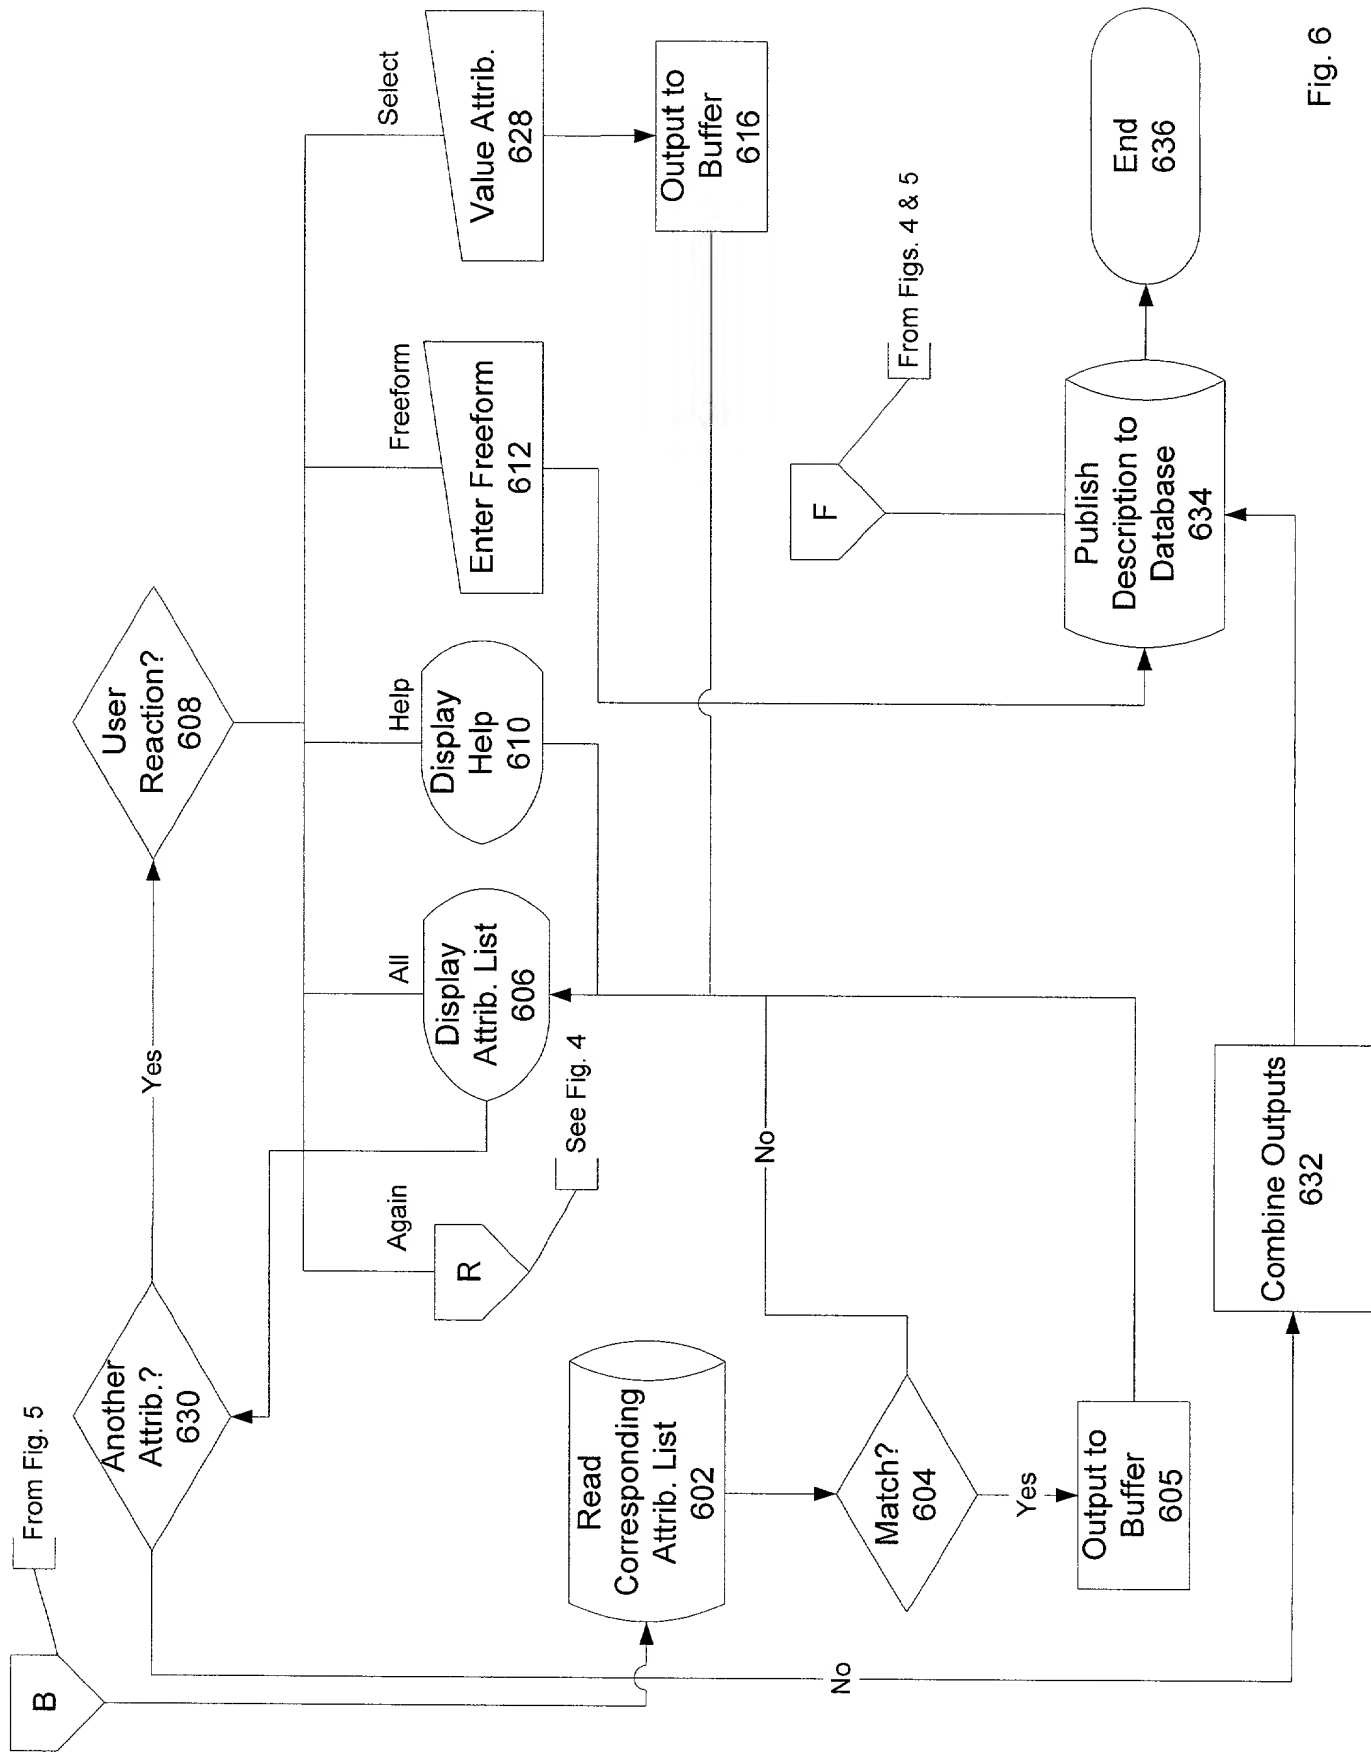 B
From Fig. 5
Another
Attrib.?
630
Yes
User
Reaction?
608
Again
All
Help
Freeform
Select
R
See Fig. 4
Display
Attrib. List
606
Display
Help
610
Enter Freeform
612
Value Attrib.
628
Output to
Buffer
616
Read
Corresponding
Attrib. List
602
Match?
604
No
Yes
Output to
Buffer
605
No
Combine Outputs
632
F
From Figs. 4 & 5
Publish
Description to
Database
634
End
636
Fig. 6